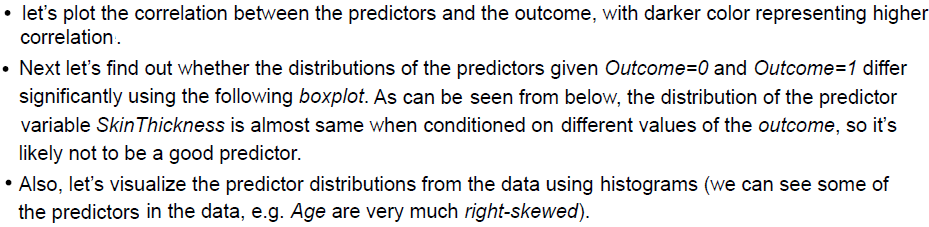 • let's plot the correlation between the predictors and the outcome, with darker color representing higher
correlation.
• Next let's find out whether the distributions of the predictors given Outcome=0 and Outcome=1 differ
significantly using the following boxplot. As can be seen from below, the distribution of the predictor
variable SkinThickness is almost same when conditioned on different values of the outcome, so it's
likely not to be a good predictor.
• Also, let's visualize the predictor distributions from the data using histograms (we can see some of
the predictors in the data, e.g. Age are very much right-skewed).